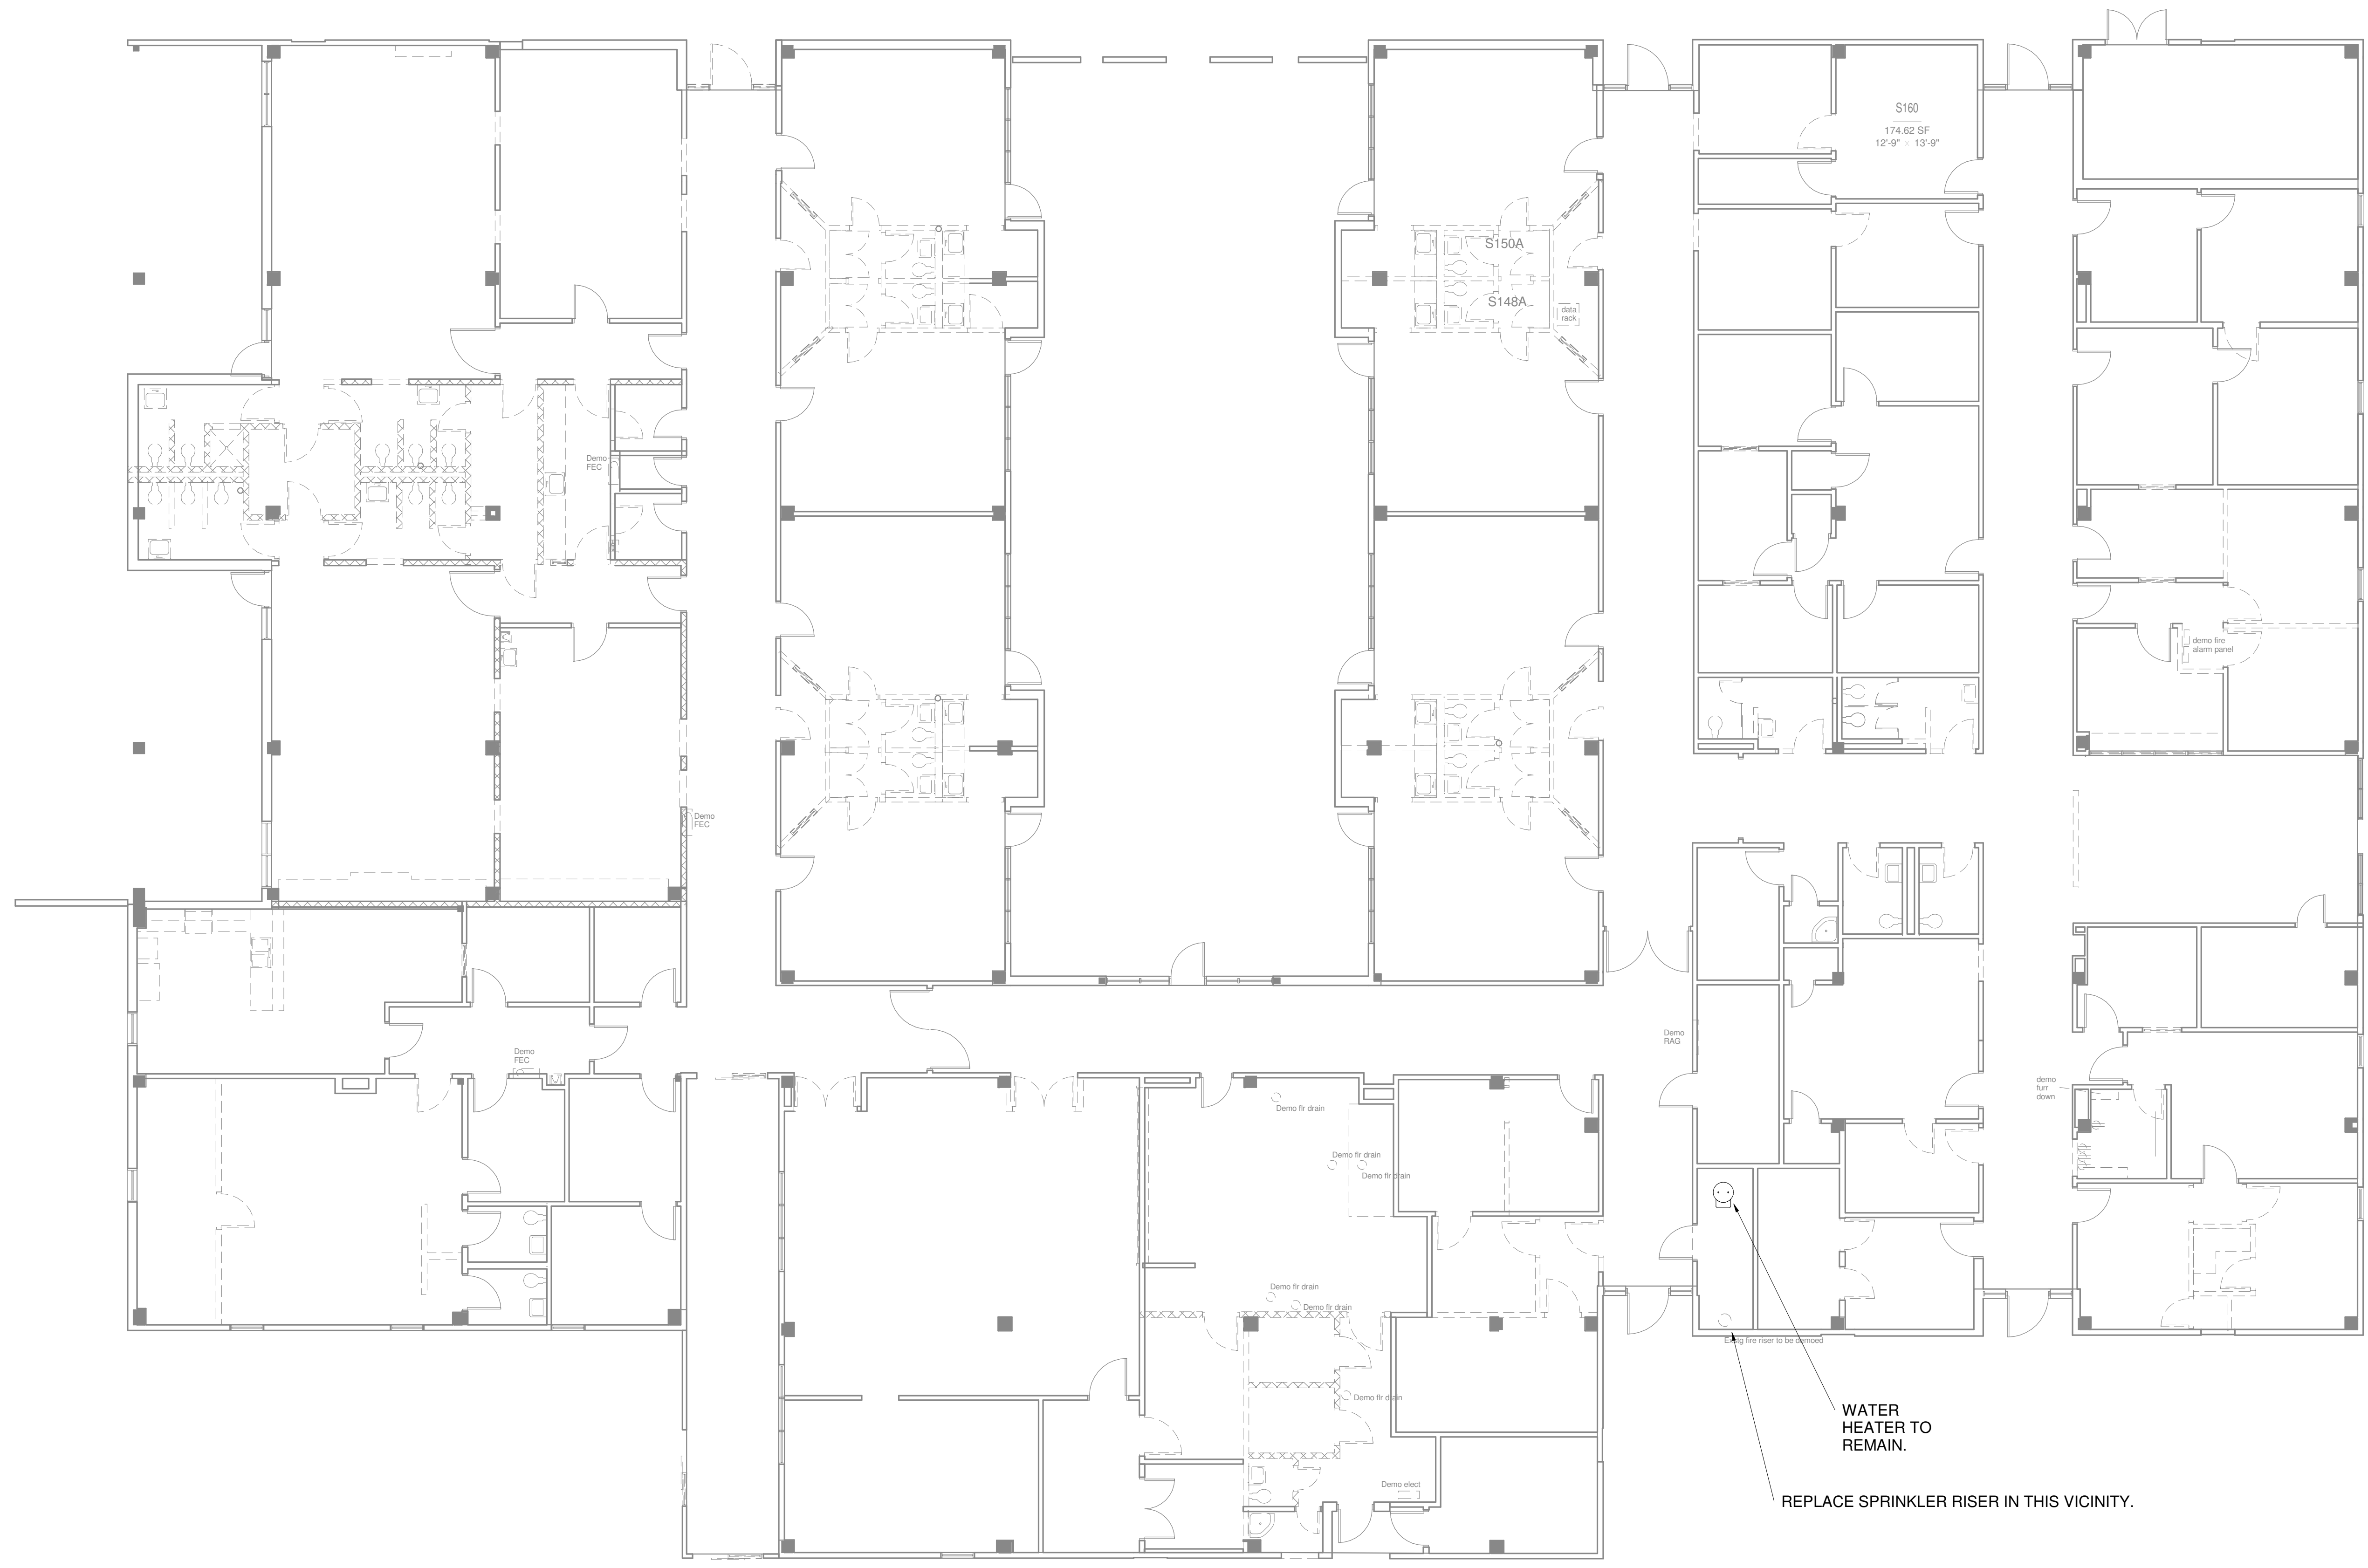 S160
174.62 SF
12'-9" × 13'-9"
S150A
S148A
data
rack
Demo
FEC
demo fire
alarm panel
Demo
FEC
Demo
RAG
Demo
FEC
demo
furr
down
Demo flr drain
Demo flr drain
Demo flr drain
Demo flr drain
Demo flr drain
Exstg fire riser to be demoed
Demo flr drain
WATER
HEATER TO
REMAIN.
Demo elect
REPLACE SPRINKLER RISER IN THIS VICINITY.